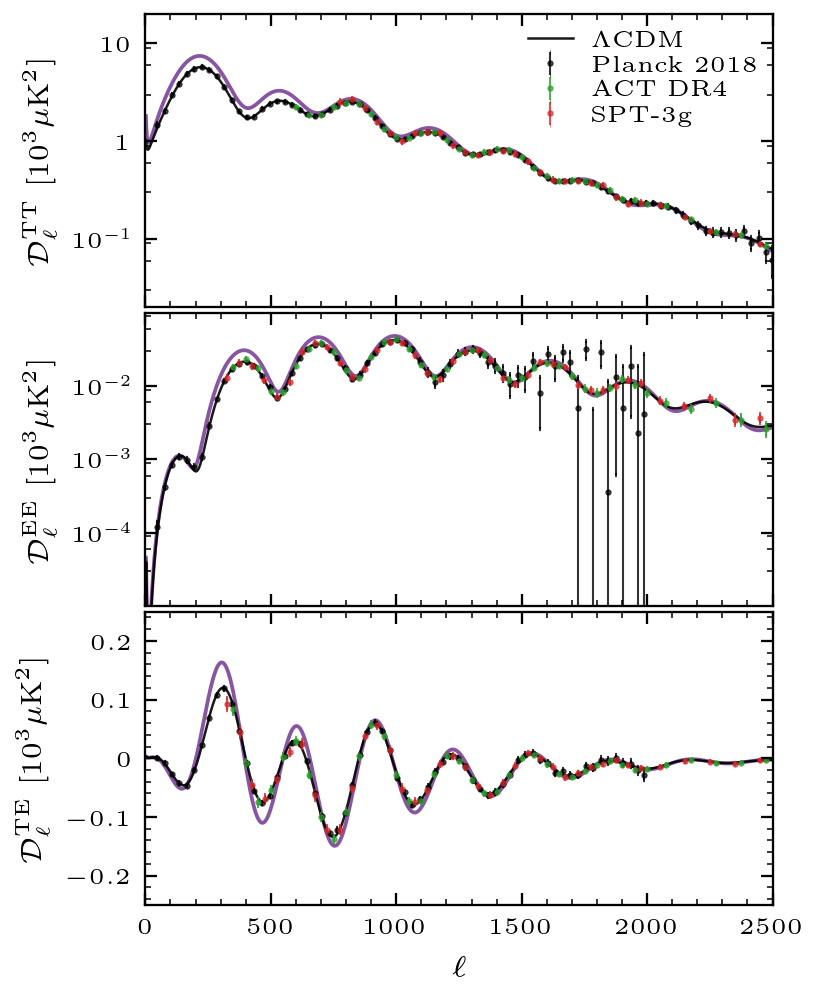 ΛCDM
Planck 2018
ACT DR4
SPT-3g
10
1
10⁻¹
𝒟ℓ^TT [10³ μK²]
10⁻²
10⁻³
10⁻⁴
𝒟ℓ^EE [10³ μK²]
0.2
0.1
0
−0.1
−0.2
𝒟ℓ^TE [10³ μK²]
0 500 1000 1500 2000 2500
ℓ